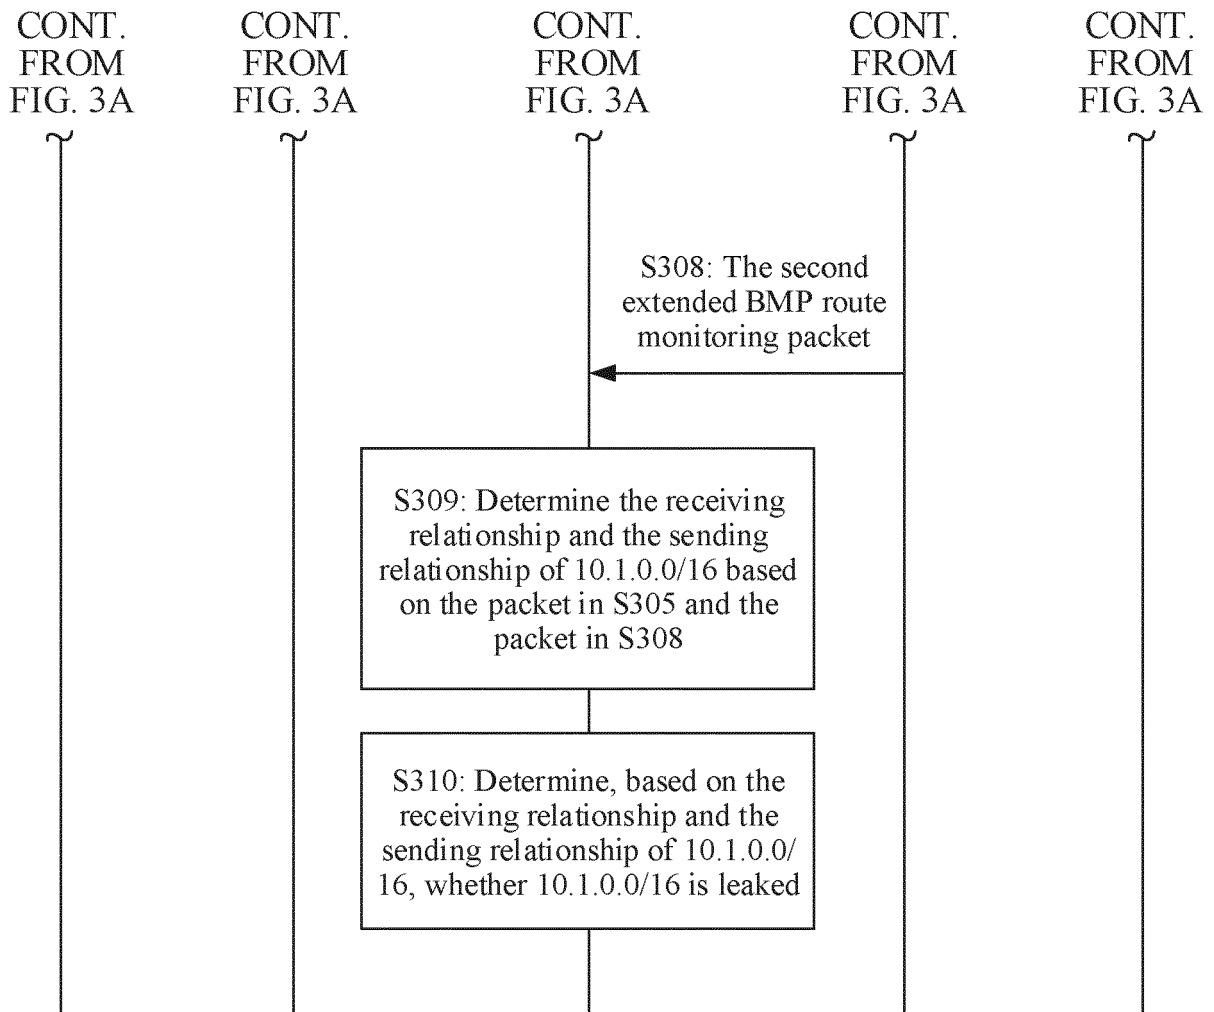 CONT. FROM FIG. 3A
CONT. FROM FIG. 3A
CONT. FROM FIG. 3A
CONT. FROM FIG. 3A
CONT. FROM FIG. 3A
S308: The second
extended BMP route
monitoring packet
S309: Determine the receiving
relationship and the sending
relationship of 10.1.0.0/16 based
on the packet in S305 and the
packet in S308
S310: Determine, based on the
receiving relationship and the
sending relationship of 10.1.0.0/
16, whether 10.1.0.0/16 is leaked